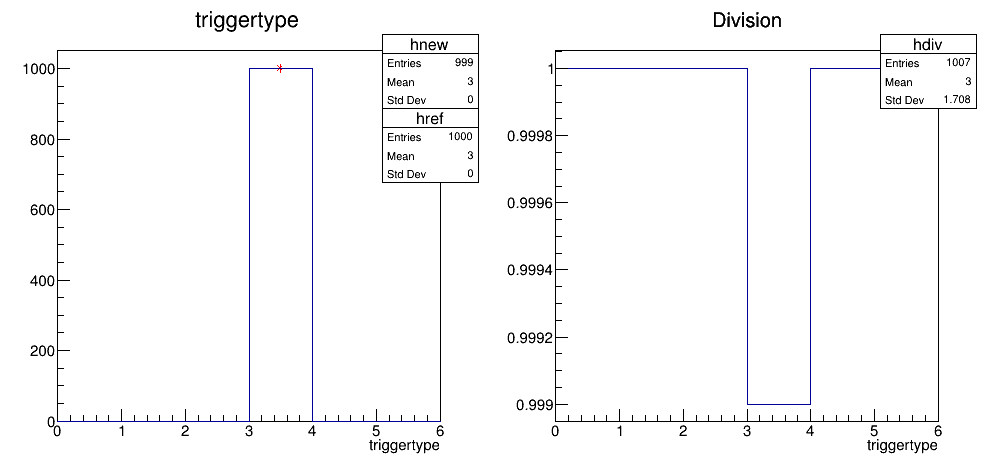 triggertype
hnew
Entries 999
Mean 3
Std Dev 0
href
Entries 1000
Mean 3
Std Dev 0
1000
800
600
400
200
0
0 1 2 3 4 5 6
triggertype
Division
hdiv
Entries 1007
Mean 3
Std Dev 1.708
1
0.9998
0.9996
0.9994
0.9992
0.999
0 1 2 3 4 5 6
triggertype